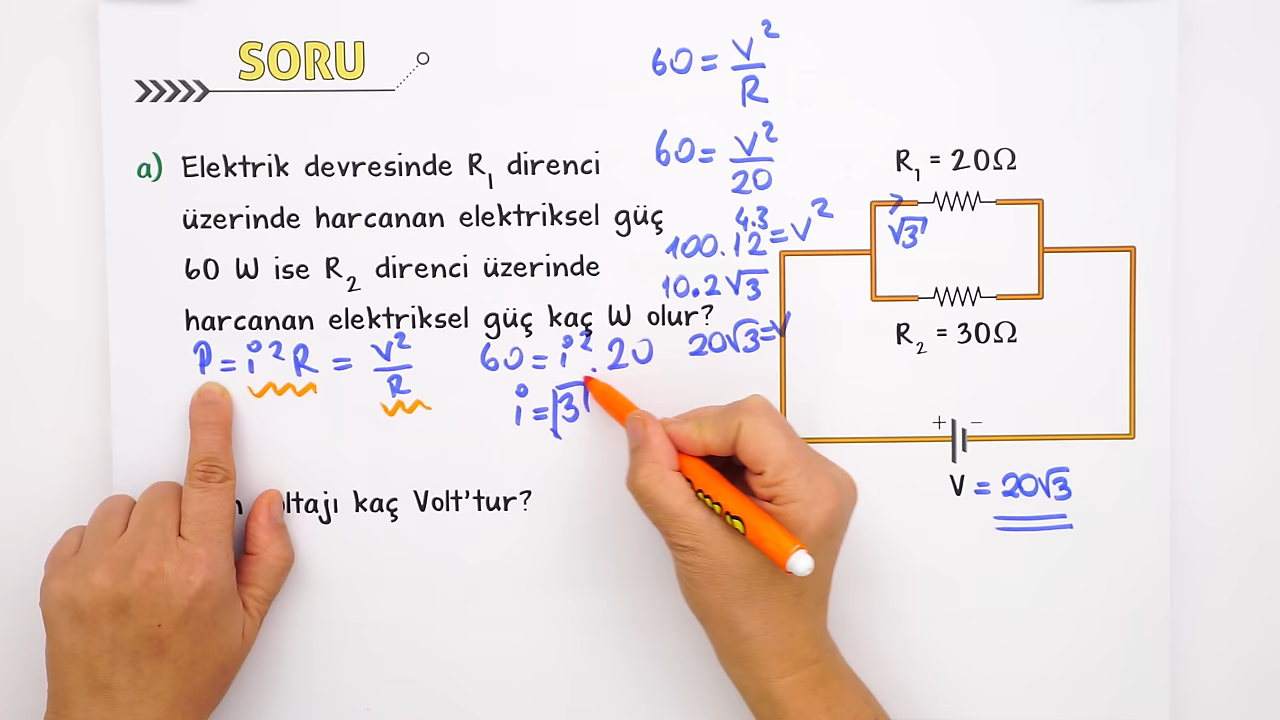 SORU
a) Elektrik devresinde R₁ direnci
üzerinde harcanan elektriksel güç
60 W ise R₂ direnci üzerinde
harcanan elektriksel güç kaç W olur?
P = i²R = V²/R
60 = i².20
i = √3
kaç Volt'tur?
60 = V²/R
60 = V²/20
4.3
100.12 = V²
10.2√3
20√3 = V
R₁ = 20Ω
√3
R₂ = 30Ω
+ −
V = 20√3